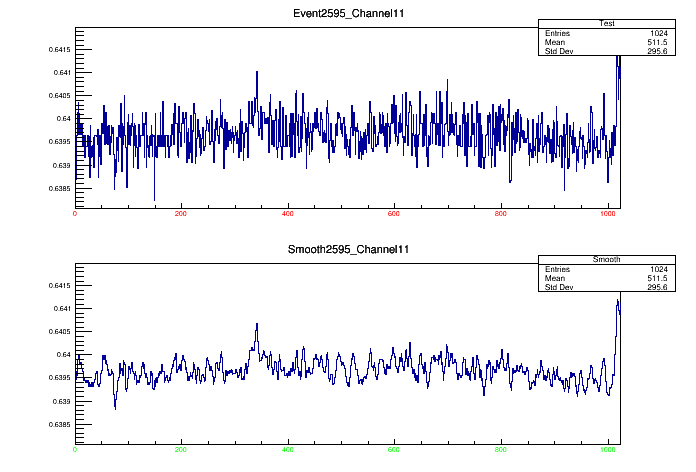 Event2595_Channel11
Test
Entries 1024
Mean 511.5
Std Dev 295.6
0.6415
0.641
0.6405
0.64
0.6395
0.639
0.6385
0 200 400 600 800 1000
Smooth2595_Channel11
Smooth
Entries 1024
Mean 511.5
Std Dev 295.6
0.6415
0.641
0.6405
0.64
0.6395
0.639
0.6385
0 200 400 600 800 1000